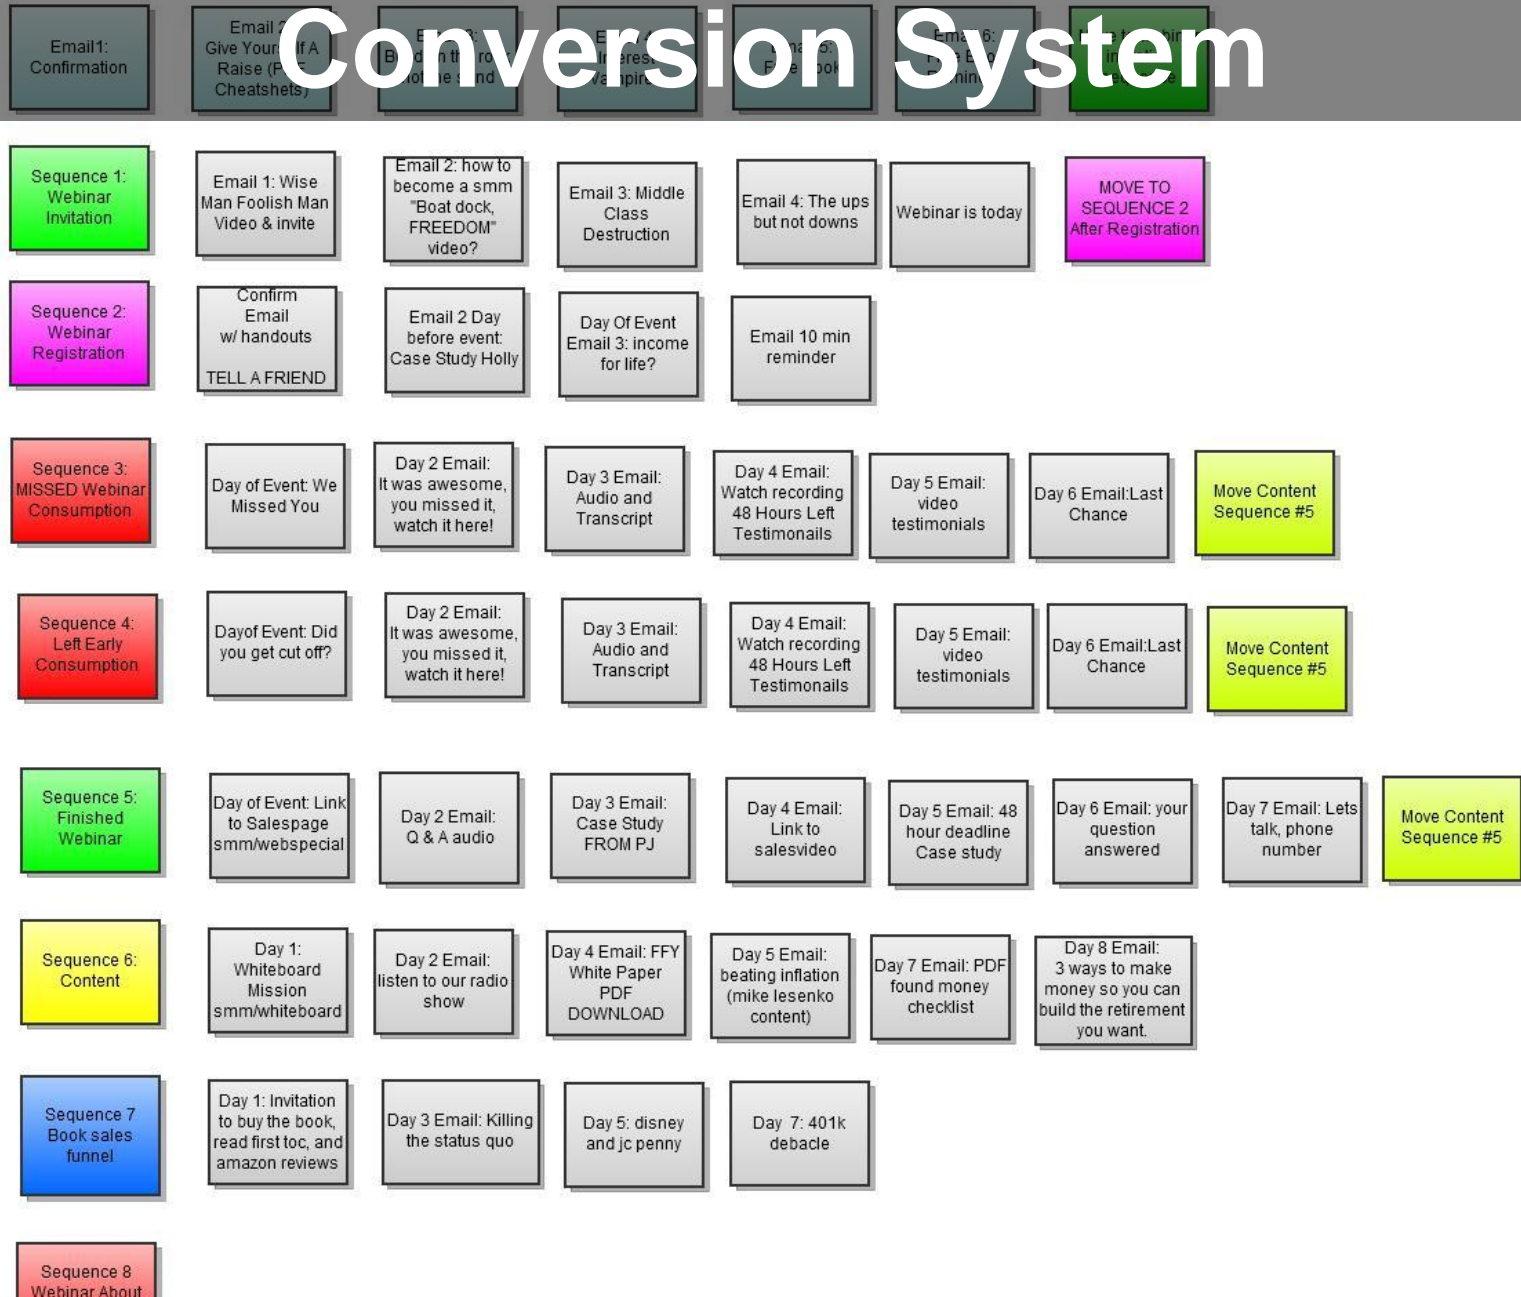 Conversion System
Email1:
Confirmation
Email
Give Yourself A
Raise
Cheatshets)
Sequence 1:
Webinar
Invitation
Email 1: Wise
Man Foolish Man
Video & invite
Email 2: how to
become a smm
"Boat dock,
FREEDOM"
video?
Email 3: Middle
Class
Destruction
Email 4: The ups
but not downs
Webinar is today
MOVE TO
SEQUENCE 2
After Registration
Sequence 2:
Webinar
Registration
Confirm
Email
w/ handouts
TELL A FRIEND
Email 2 Day
before event:
Case Study Holly
Day Of Event
Email 3: income
for life?
Email 10 min
reminder
Sequence 3:
MISSED Webinar
Consumption
Day of Event: We
Missed You
Day 2 Email:
It was awesome,
you missed it,
watch it here!
Day 3 Email:
Audio and
Transcript
Day 4 Email:
Watch recording
48 Hours Left
Testimonails
Day 5 Email:
video
testimonials
Day 6 Email:Last
Chance
Move Content
Sequence #5
Sequence 4:
Left Early
Consumption
Dayof Event: Did
you get cut off?
Day 2 Email:
It was awesome,
you missed it,
watch it here!
Day 3 Email:
Audio and
Transcript
Day 4 Email:
Watch recording
48 Hours Left
Testimonails
Day 5 Email:
video
testimonials
Day 6 Email:Last
Chance
Move Content
Sequence #5
Sequence 5:
Finished
Webinar
Day of Event: Link
to Salespage
smm/webspecial
Day 2 Email:
Q & A audio
Day 3 Email:
Case Study
FROM PJ
Day 4 Email:
Link to
salesvideo
Day 5 Email: 48
hour deadline
Case study
Day 6 Email: your
question
answered
Day 7 Email: Lets
talk, phone
number
Move Content
Sequence #5
Sequence 6:
Content
Day 1:
Whiteboard
Mission
smm/whiteboard
Day 2 Email:
listen to our radio
show
Day 4 Email: FFY
White Paper
PDF
DOWNLOAD
Day 5 Email:
beating inflation
(mike lesenko
content)
Day 7 Email: PDF
found money
checklist
Day 8 Email:
3 ways to make
money so you can
build the retirement
you want.
Sequence 7
Book sales
funnel
Day 1: Invitation
to buy the book,
read first toc, and
amazon reviews
Day 3 Email: Killing
the status quo
Day 5: disney
and jc penny
Day 7: 401k
debacle
Sequence 8
Webinar About